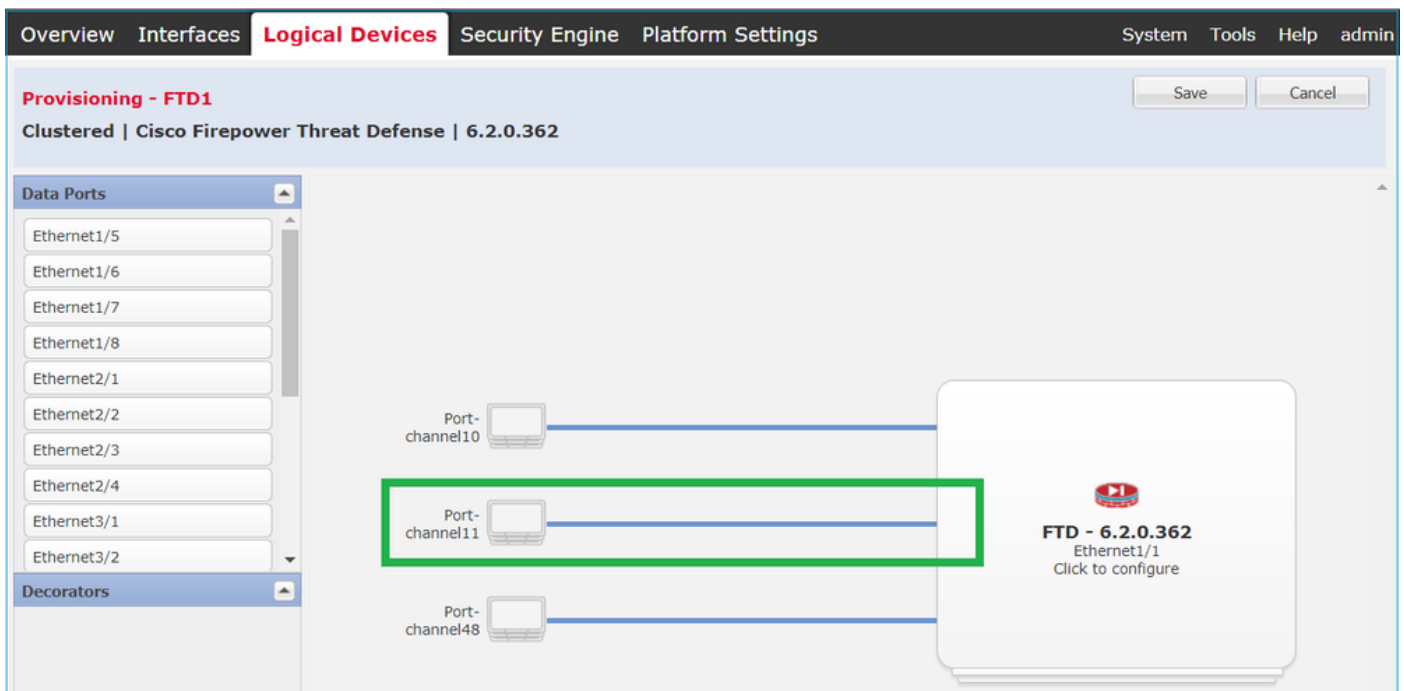 Overview Interfaces Logical Devices Security Engine Platform Settings System Tools Help admin
Provisioning - FTD1
Save Cancel
Clustered | Cisco Firepower Threat Defense | 6.2.0.362
Data Ports
Ethernet1/5
Ethernet1/6
Ethernet1/7
Ethernet1/8
Ethernet2/1
Ethernet2/2
Ethernet2/3
Ethernet2/4
Ethernet3/1
Ethernet3/2
Decorators
Port-
channel10
Port-
channel11
Port-
channel48
FTD - 6.2.0.362
Ethernet1/1
Click to configure